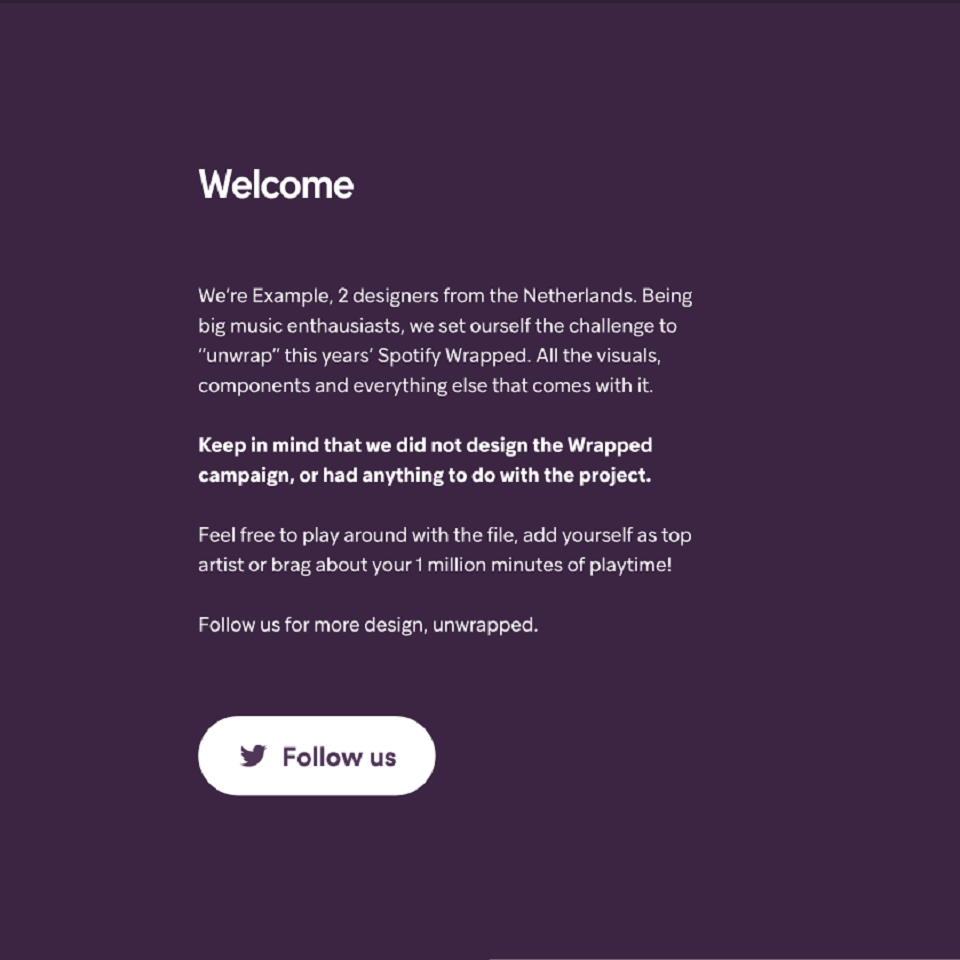 Welcome
We’re Example, 2 designers from the Netherlands. Being
big music enthausiasts, we set ourself the challenge to
“unwrap” this years’ Spotify Wrapped. All the visuals,
components and everything else that comes with it.
Keep in mind that we did not design the Wrapped
campaign, or had anything to do with the project.
Feel free to play around with the file, add yourself as top
artist or brag about your 1 million minutes of playtime!
Follow us for more design, unwrapped.
Follow us